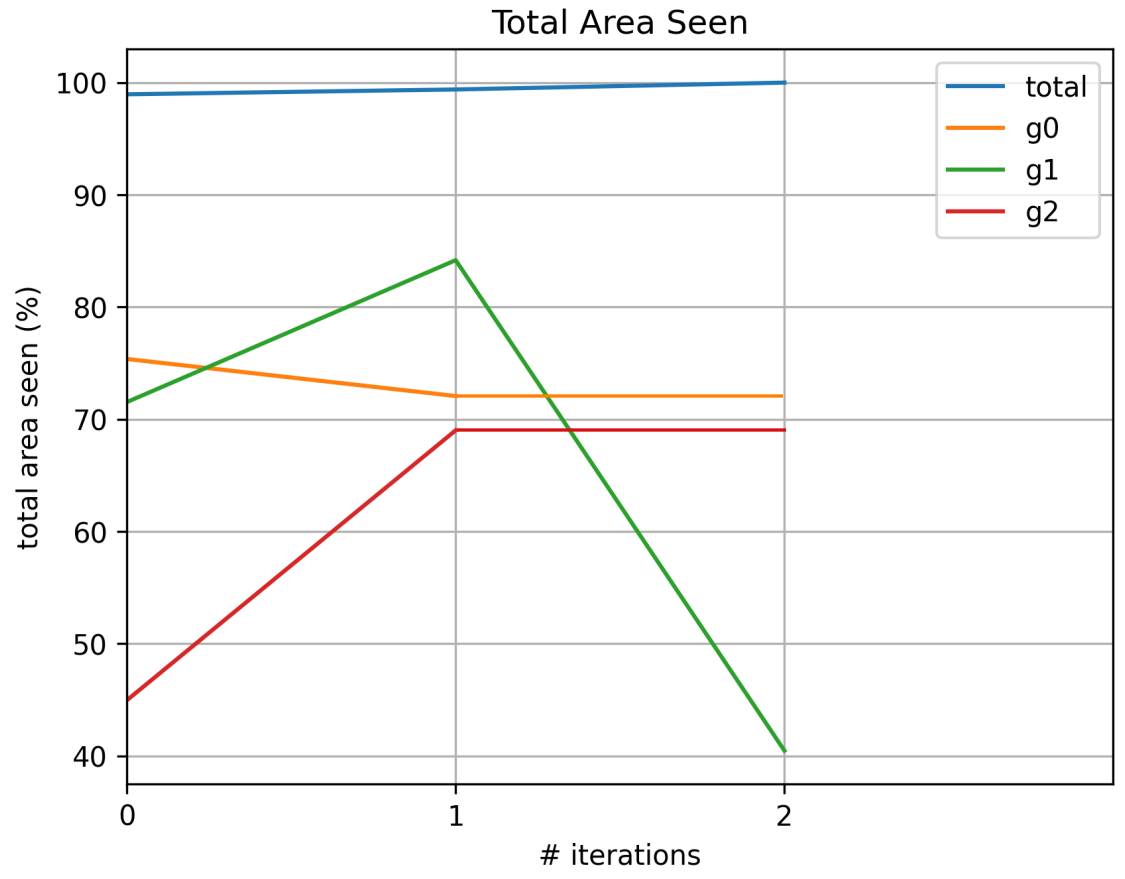 Total Area Seen
total area seen (%)
100
90
80
70
60
50
40
0
1
2
# iterations
total
g0
g1
g2